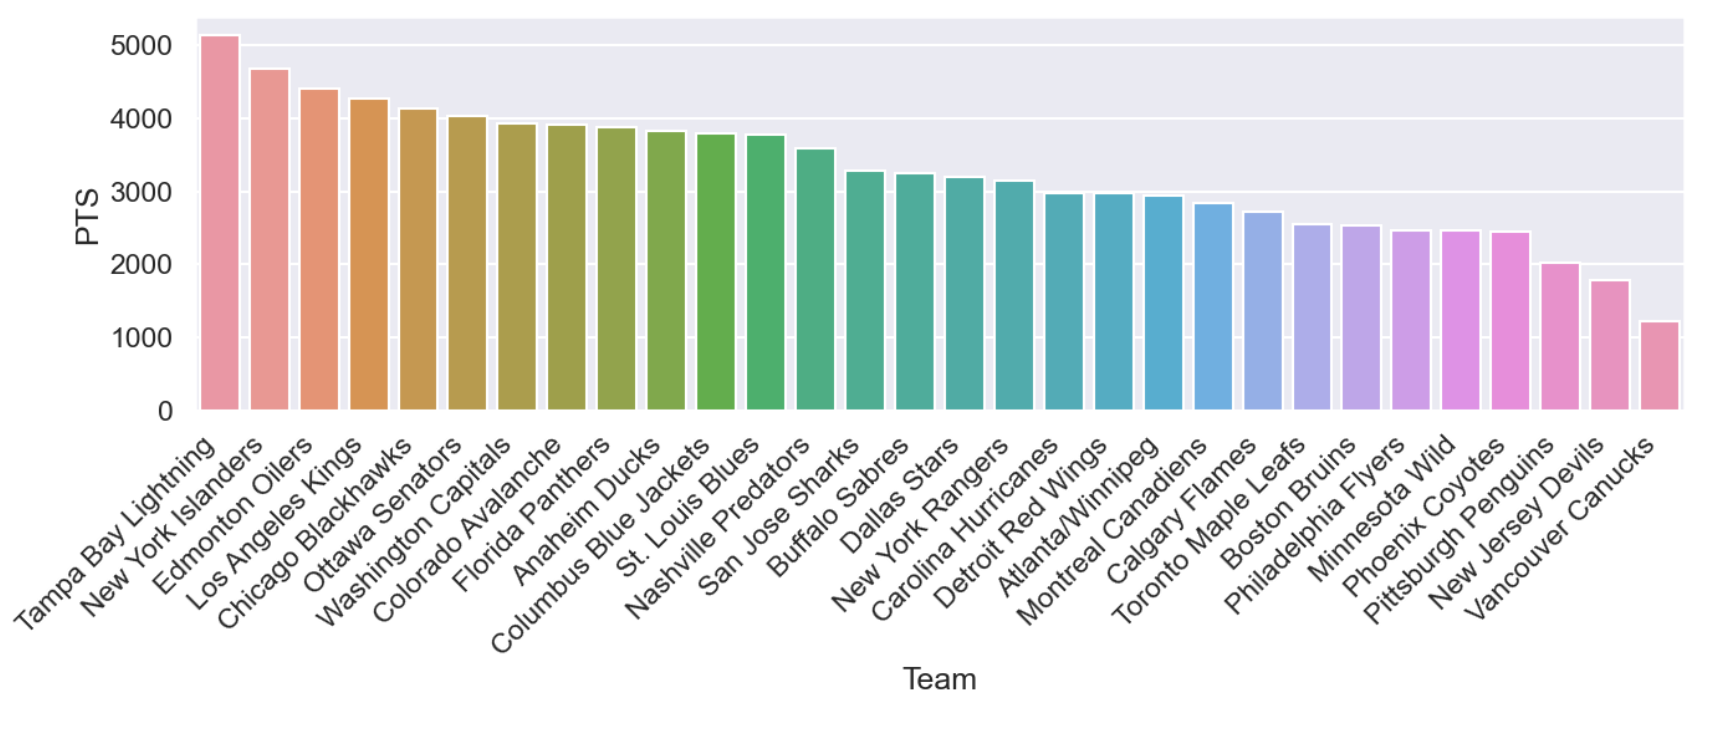 5000
4000
3000
2000
1000
0
PTS
Tampa Bay Lightning
New York Islanders
Edmonton Oilers
Los Angeles Kings
Chicago Blackhawks
Ottawa Senators
Washington Capitals
Colorado Avalanche
Florida Panthers
Anaheim Ducks
Columbus Blue Jackets
St. Louis Blues
Nashville Predators
San Jose Sharks
Buffalo Sabres
Dallas Stars
New York Rangers
Carolina Hurricanes
Detroit Red Wings
Atlanta/Winnipeg
Montreal Canadiens
Calgary Flames
Toronto Maple Leafs
Boston Bruins
Philadelphia Flyers
Minnesota Wild
Phoenix Coyotes
Pittsburgh Penguins
New Jersey Devils
Vancouver Canucks
Team